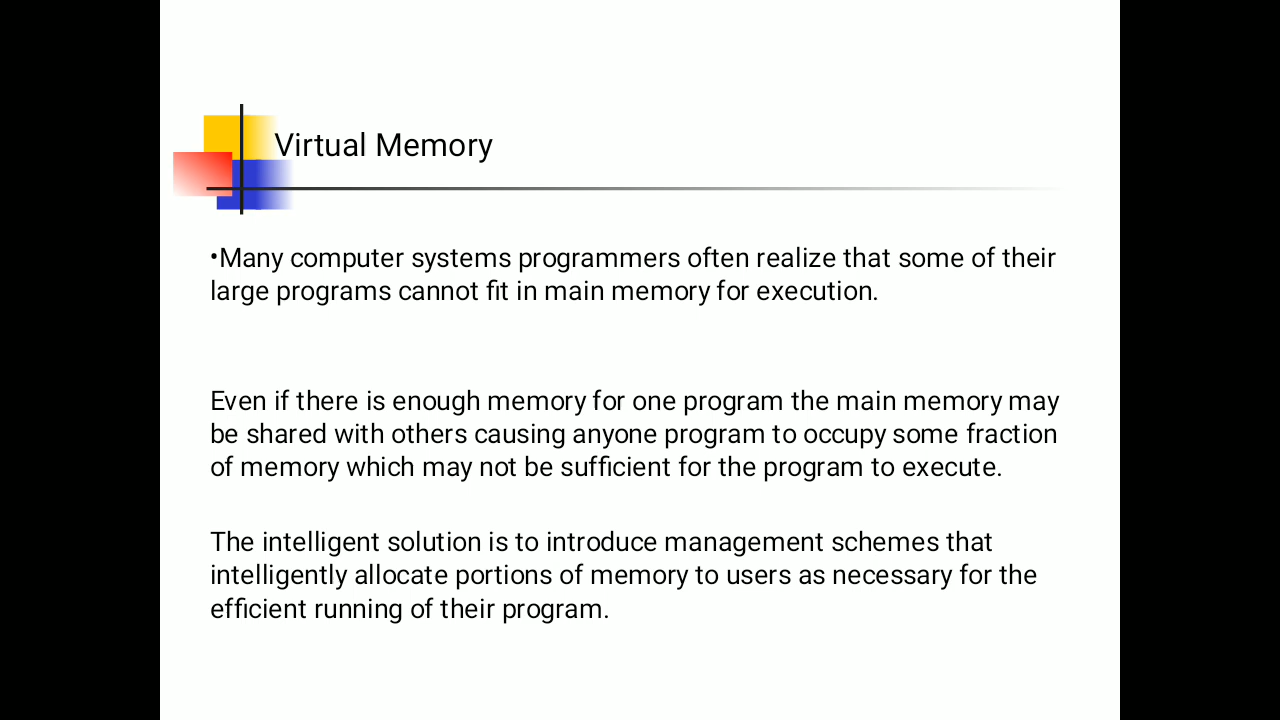 Virtual Memory
•Many computer systems programmers often realize that some of their
large programs cannot fit in main memory for execution.
Even if there is enough memory for one program the main memory may
be shared with others causing anyone program to occupy some fraction
of memory which may not be sufficient for the program to execute.
The intelligent solution is to introduce management schemes that
intelligently allocate portions of memory to users as necessary for the
efficient running of their program.